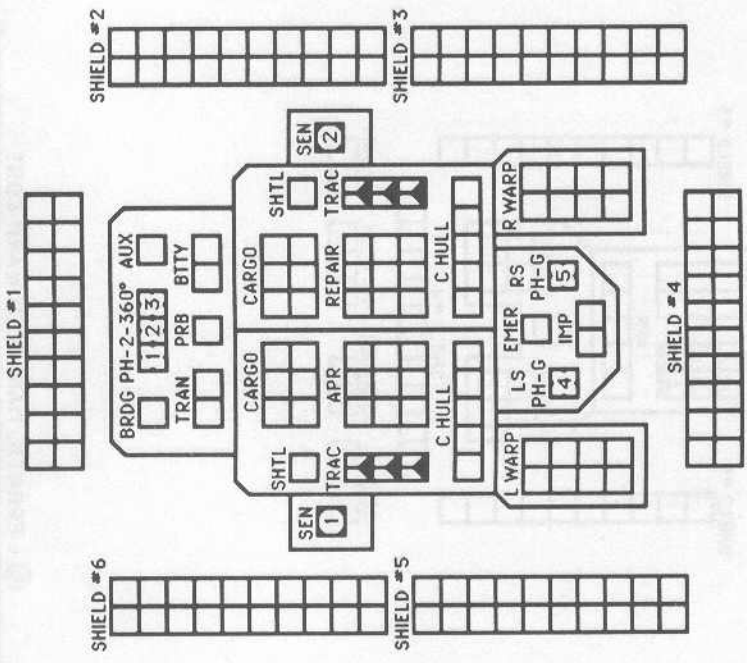 SHIELD #1
SHIELD #2
SHIELD #3
BRDG PH-2-360° AUX
1 2 3
TRAN PRB BTTY
SEN 2
SHTL CARGO CARGO SHTL
TRAC APR REPAIR TRAC
SEN 1
C HULL C HULL
L WARP
LS PH-G
4
EMER
IMP
RS PH-G
5
R WARP
SHIELD #4
SHIELD #6
SHIELD #5